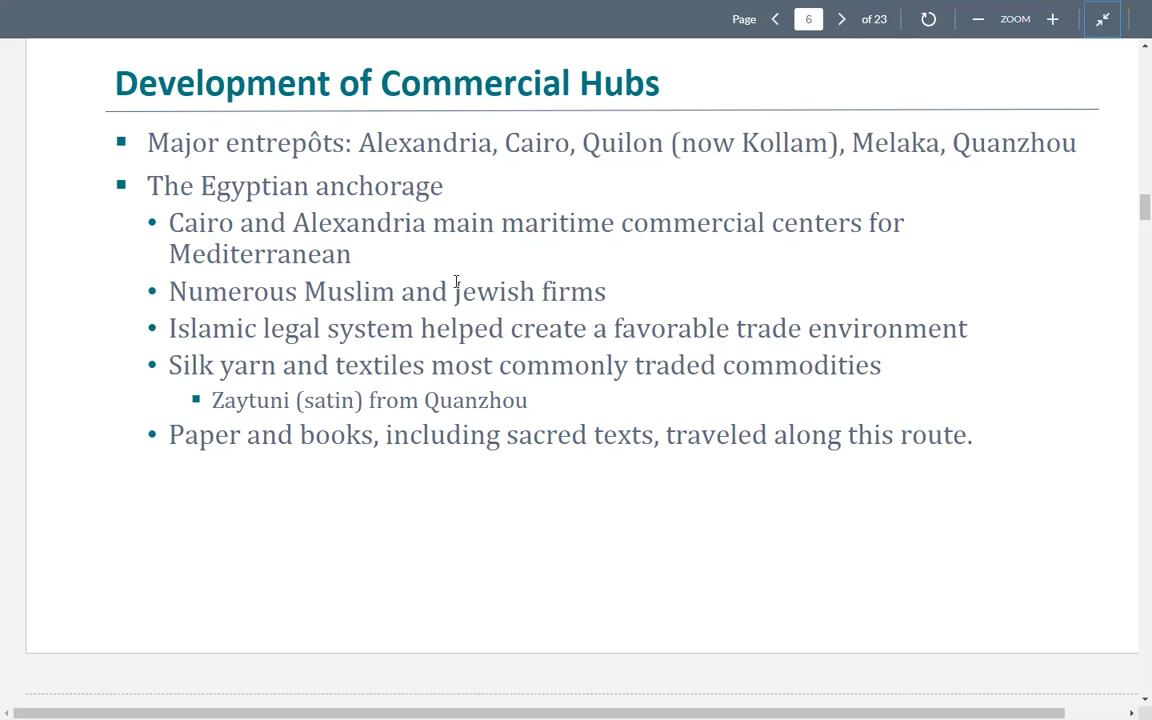 Page 6 of 23 ZOOM
Development of Commercial Hubs
Major entrepôts: Alexandria, Cairo, Quilon (now Kollam), Melaka, Quanzhou
The Egyptian anchorage
Cairo and Alexandria main maritime commercial centers for
Mediterranean
Numerous Muslim and Jewish firms
Islamic legal system helped create a favorable trade environment
Silk yarn and textiles most commonly traded commodities
Zaytuni (satin) from Quanzhou
Paper and books, including sacred texts, traveled along this route.